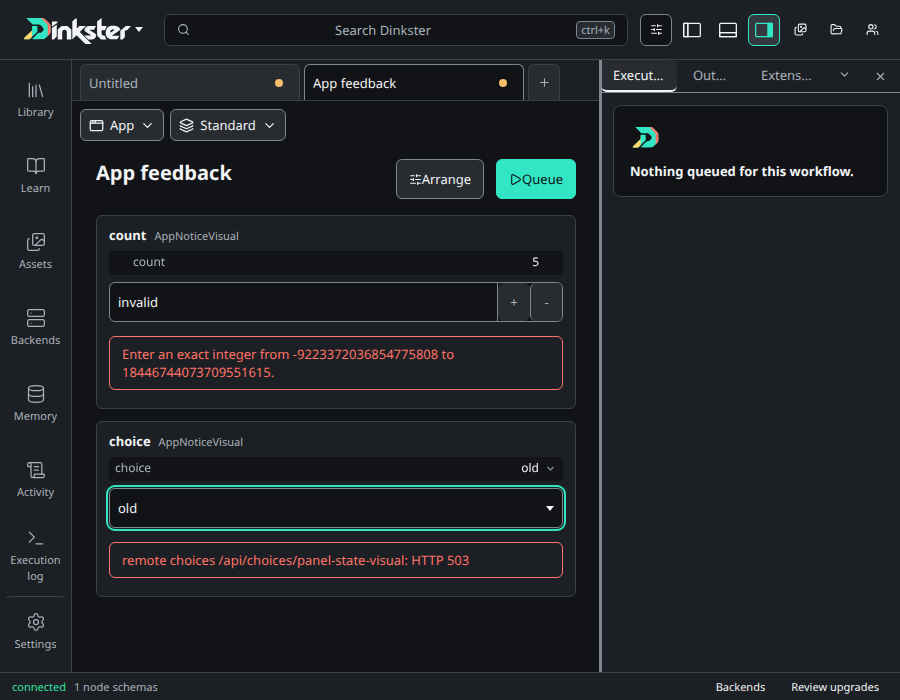 Dinkster
Search Dinkster
ctrl+k
Library
Learn
Assets
Backends
Memory
Activity
Execution
log
Settings
Untitled
App feedback
+
App
Standard
App feedback
Arrange
Queue
count AppNoticeVisual
count 5
invalid
+ -
Enter an exact integer from -9223372036854775808 to
18446744073709551615.
choice AppNoticeVisual
choice old
old
remote choices /api/choices/panel-state-visual: HTTP 503
Execut... Out... Extens...
Nothing queued for this workflow.
connected 1 node schemas
Backends Review upgrades